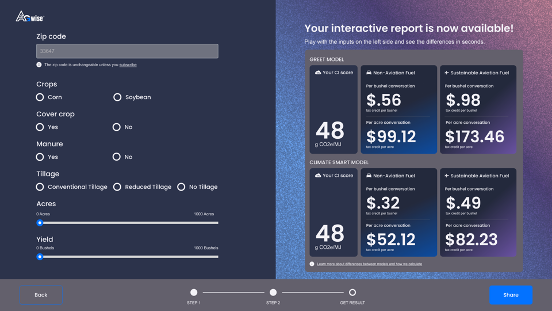 Aωwise
Zip code
The zip code is unchangeable unless you subscribe
Crops
Corn
Soybean
Cover crop
Yes
No
Manure
Yes
No
Tillage
Conventional Tillage
Reduced Tillage
No Tillage
Acres
0 Acres
1000 Acres
Yield
0 Bushels
1000 Bushels
Your interactive report is now available!
Play with the inputs on the left side and see the differences in seconds.
GREET MODEL
Your CI score
48
g CO2e/MJ
Non-Aviation Fuel
Per bushel conversation
$.56
tax credit per bushel
Per acre conversation
$99.12
tax credit per acre
Sustainable Aviation Fuel
Per bushel conversation
$.98
tax credit per bushel
Per acre conversation
$173.46
tax credit per acre
CLIMATE SMART MODEL
Your CI score
48
g CO2e/MJ
Non-Aviation Fuel
Per bushel conversation
$.32
tax credit per bushel
Per acre conversation
$52.12
tax credit per acre
Sustainable Aviation Fuel
Per bushel conversation
$.49
tax credit per bushel
Per acre conversation
$82.23
tax credit per acre
Learn more about differences between models and how we calculate
Back
STEP 1
STEP 2
GET RESULT
Share